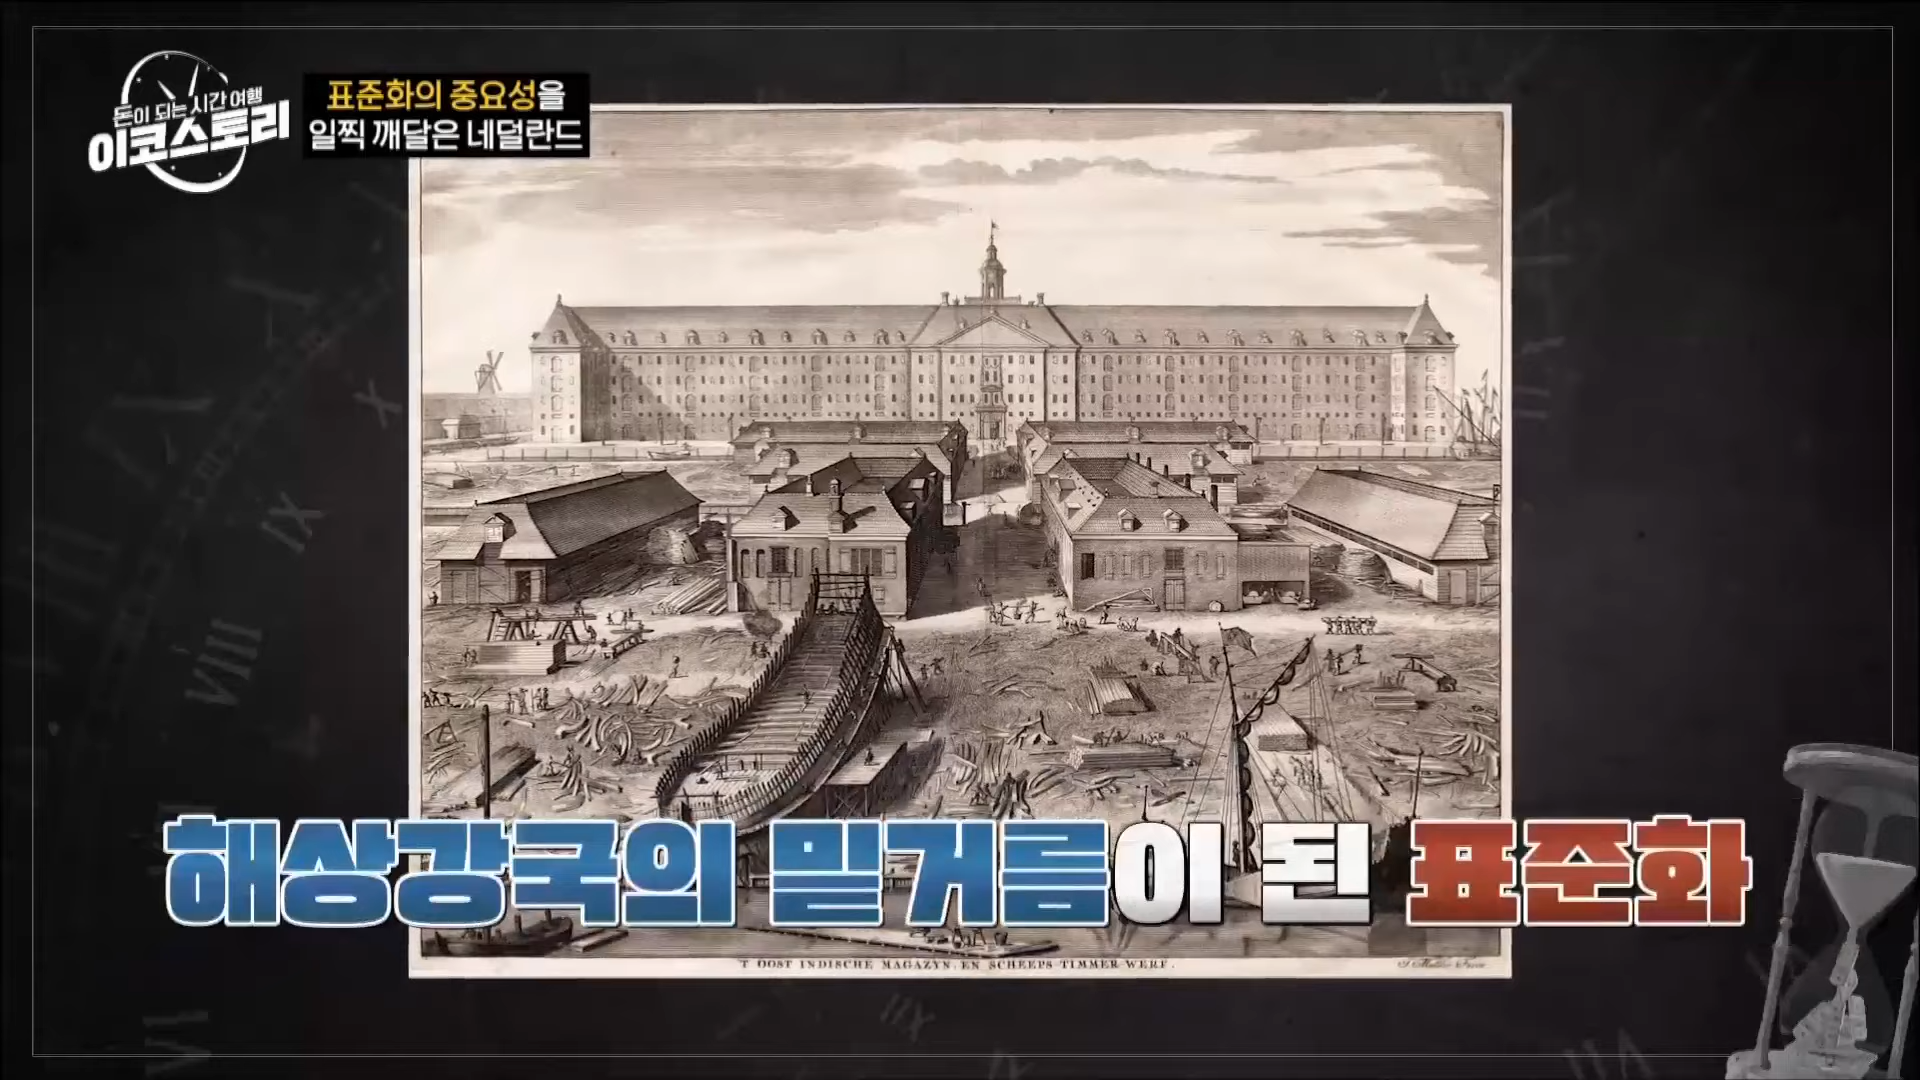 돈이 되는 시간 여행
이코스토리
표준화의 중요성을
일찍 깨달은 네덜란드
X
IX
VIII
해상강국의 밑거름이 된 표준화
'T OOST INDISCHE MAGAZYN, EN SCHEEPS TIMMER WERF.